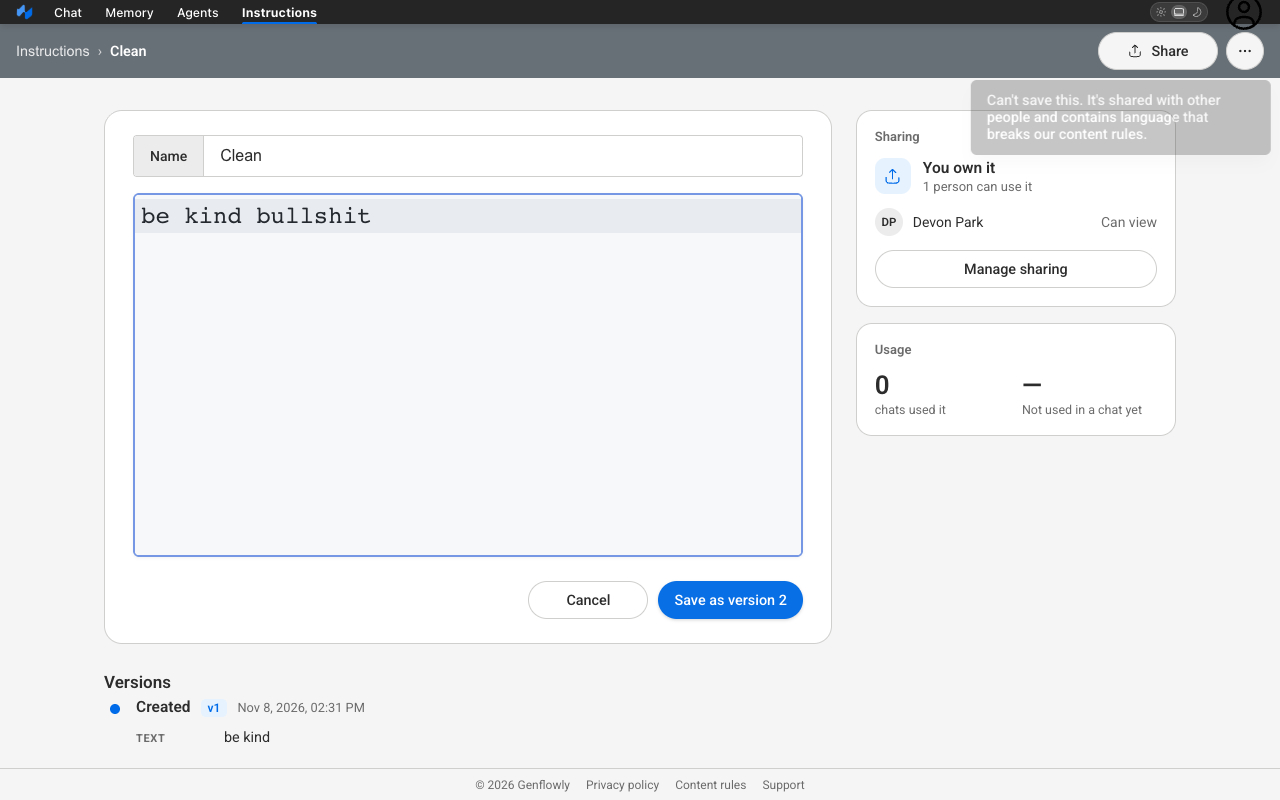 Chat Memory Agents Instructions
Instructions › Clean
Share
Can't save this. It's shared with other
people and contains language that
breaks our content rules.
Name Clean
be kind bullshit
Cancel Save as version 2
Sharing
You own it
1 person can use it
DP Devon Park Can view
Manage sharing
Usage
0 —
chats used it Not used in a chat yet
Versions
Created v1 Nov 8, 2026, 02:31 PM
TEXT be kind
© 2026 Genflowly Privacy policy Content rules Support